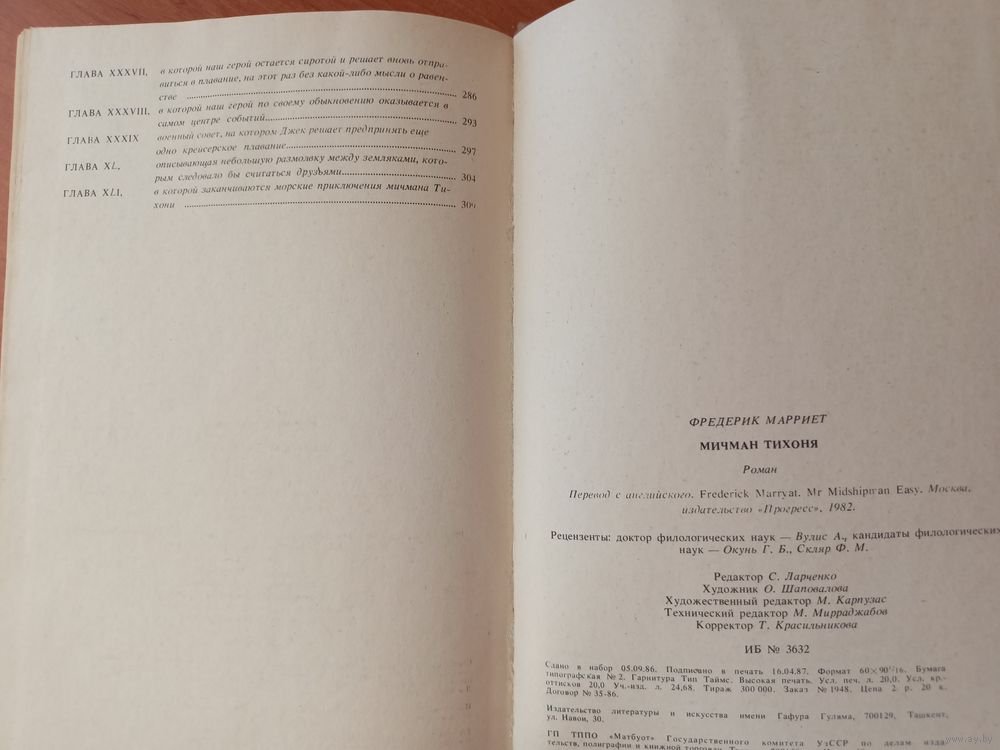 ГЛАВА XXXVII, в которой наш герой остается сиротой и решает вновь отпра-
виться в плавание, на этот раз без какой-либо мысли о равен-
стве 286
ГЛАВА XXXVIII, в которой наш герой по своему обыкновению оказывается в
самом центре событий 293
ГЛАВА XXXIX военный совет, на котором Джек решает предпринять еще
одно крейсерское плавание 297
ГЛАВА XL, описывающая небольшую размолвку между земляками, кото-
рым следовало бы считаться друзьями 304
ГЛАВА XLI, в которой заканчиваются морские приключения мичмана Ти-
хони 309
ФРЕДЕРИК МАРРИЕТ
МИЧМАН ТИХОНЯ
Роман
Перевод с английского. Frederick Marryat. Mr Midshipman Easy. Москва,
издательство «Прогресс», 1982.
Рецензенты: доктор филологических наук — Вулис А., кандидаты филологических
наук — Окунь Г. Б., Скляр Ф. М.
Редактор С. Ларченко
Художник О. Шаповалова
Художественный редактор М. Карпузас
Технический редактор М. Мирраджабов
Корректор Т. Красильникова
ИБ № 3632
Сдано в набор 05.09.86. Подписано в печать 16.04.87. Формат 60×90¹/16. Бумага
типографская № 2. Гарнитура Тип Таймс. Высокая печать. Усл. печ. л. 20,0. Усл. кр.-
оттисков 20,0 Уч.-изд. л. 24,68. Тираж 300 000. Заказ № 1948. Цена 2 р. 20 к.
Договор № 35-86.
Издательство литературы и искусства имени Гафура Гуляма, 700129, Ташкент,
ул. Навои, 30.
ГП ТППО «Матбуот» Государственного комитета УзССР по делам изда
тельств, полиграфии и книжной торговли.
www.ay.by